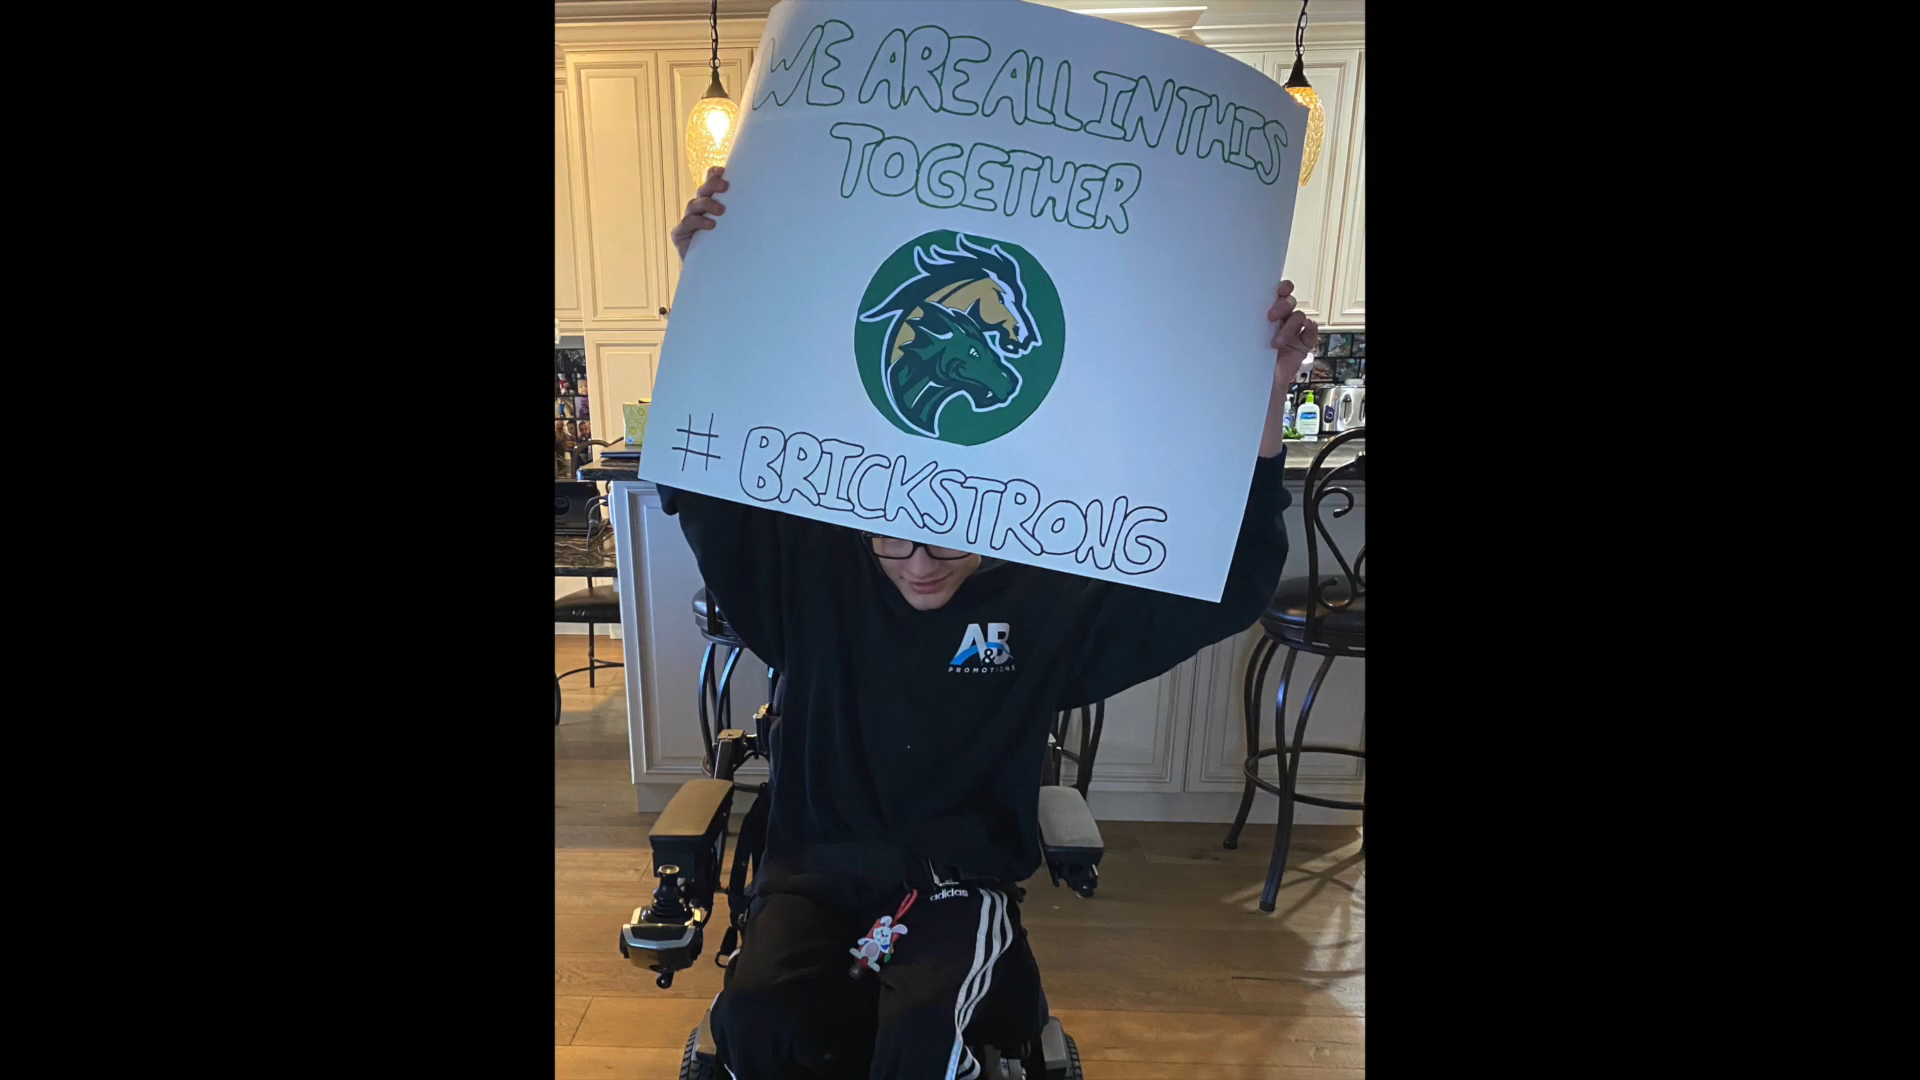 WE ARE ALL IN THIS
TOGETHER
# BRICKSTRONG
A&B
PROMOTIONS
adidas